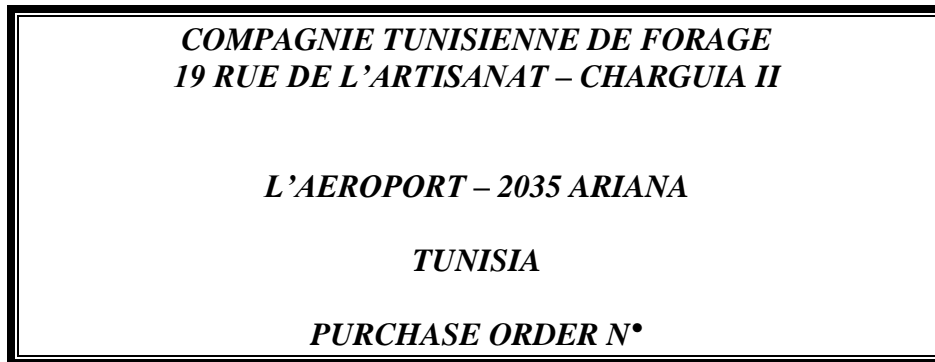 COMPAGNIE TUNISIENNE DE FORAGE
19 RUE DE L’ARTISANAT – CHARGUIA II
L’AEROPORT – 2035 ARIANA
TUNISIA
PURCHASE ORDER N•